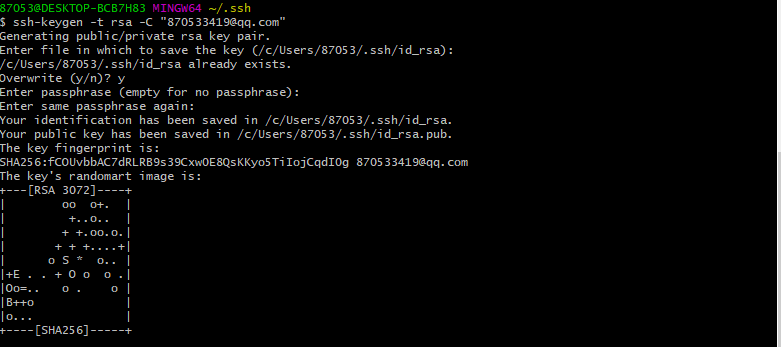 87053@DESKTOP-BCB7H83 MINGW64 ~/.ssh
$ ssh-keygen -t rsa -C "870533419@qq.com"
Generating public/private rsa key pair.
Enter file in which to save the key (/c/Users/87053/.ssh/id_rsa):
/c/Users/87053/.ssh/id_rsa already exists.
Overwrite (y/n)? y
Enter passphrase (empty for no passphrase):
Enter same passphrase again:
Your identification has been saved in /c/Users/87053/.ssh/id_rsa.
Your public key has been saved in /c/Users/87053/.ssh/id_rsa.pub.
The key fingerprint is:
SHA256:fCOUvbbAC7dRLRB9s39CxwOE8QsKKyo5TiIojCqdIOg 870533419@qq.com
The key's randomart image is:
+---[RSA 3072]----+
|        oo  o+.  |
|         +..o..  |
|        + +.oo.o.|
|       + + +....+|
|      o S *  o.. |
|+E . . + O o  o .|
|Oo=..   o .    o |
|B++o             |
|o...             |
+----[SHA256]-----+